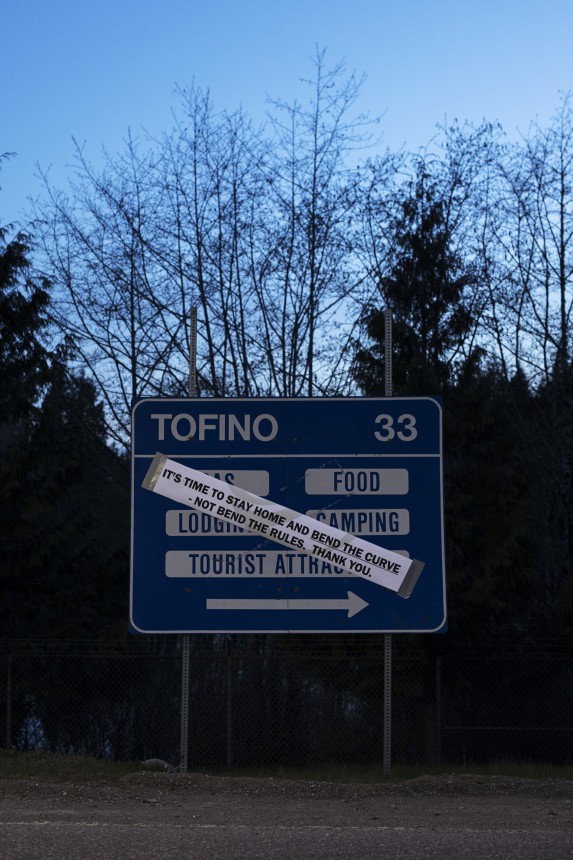 TOFINO 33
FOOD
CAMPING
TOURIST
IT'S TIME TO STAY HOME AND BEND THE CURVE
- NOT BEND THE RULES. THANK YOU.